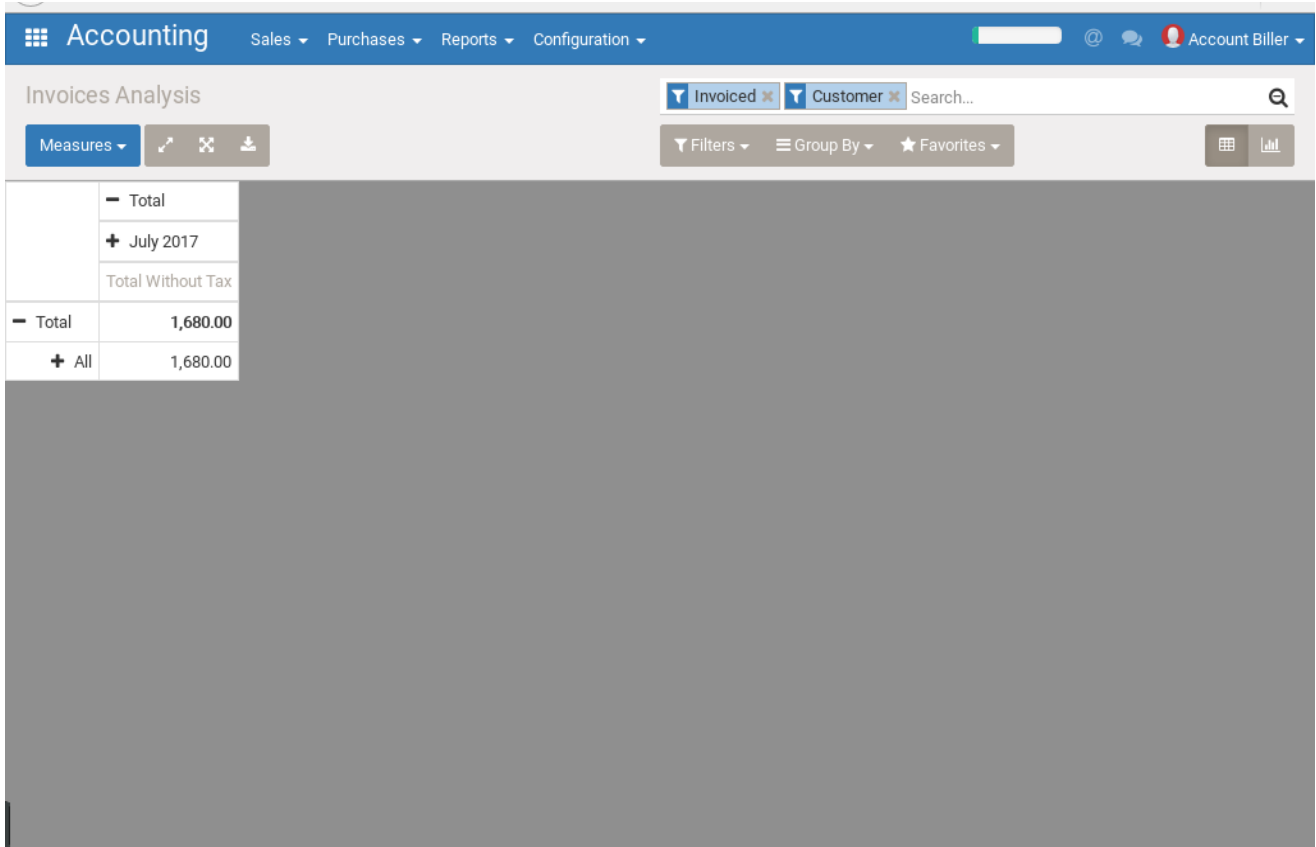 Accounting Sales Purchases Reports Configuration @ Account Biller
Invoices Analysis
Invoiced Customer Search...
Measures Filters Group By Favorites
Total
July 2017
Total Without Tax
Total 1,680.00
All 1,680.00